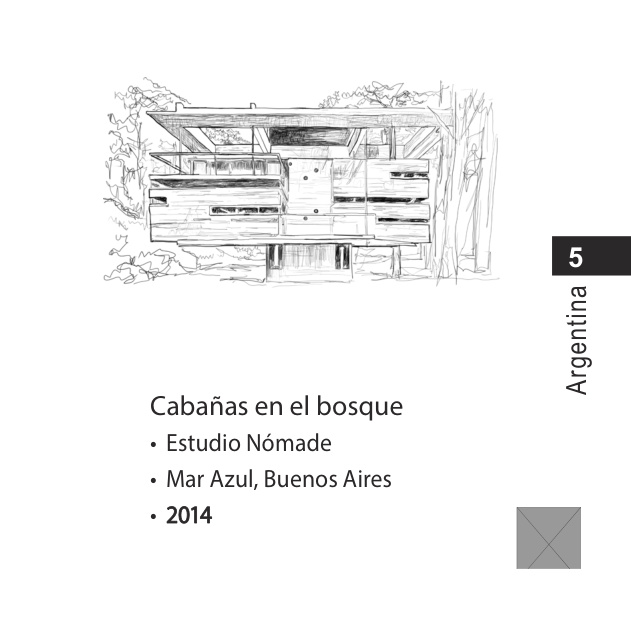 5
Argentina
Cabañas en el bosque
• Estudio Nómade
• Mar Azul, Buenos Aires
• 2014